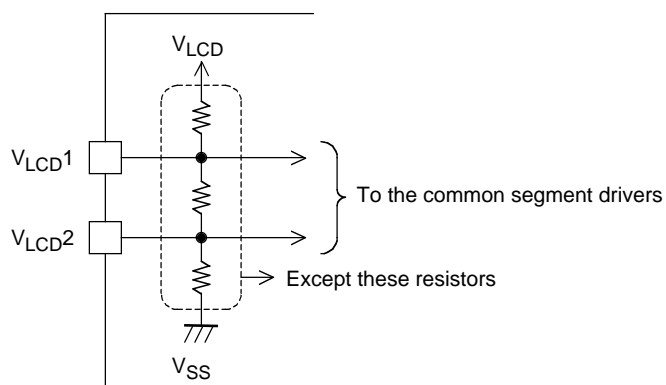 VLCD
VLCD1
To the common segment drivers
VLCD2
Except these resistors
VSS